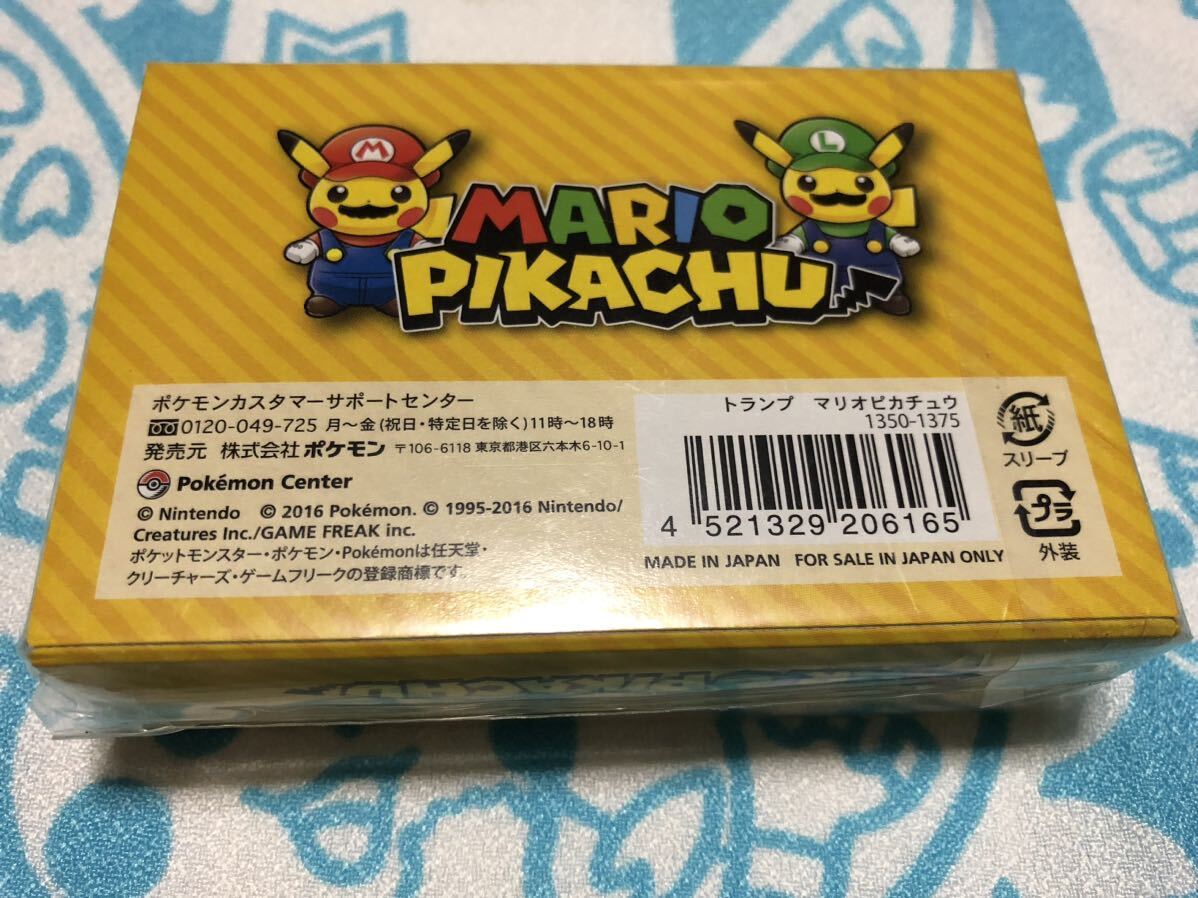 M
L
MARIO
PIKACHU
ポケモンカスタマーサポートセンター
0120-049-725 月〜金(祝日・特定日を除く)11時〜18時
発売元 株式会社ポケモン 〒106-6118 東京都港区六本木6-10-1
Pokémon Center
© Nintendo © 2016 Pokémon. © 1995-2016 Nintendo/
Creatures Inc./GAME FREAK inc.
ポケットモンスター・ポケモン・Pokémonは任天堂・
クリーチャーズ・ゲームフリークの登録商標です。
トランプ マリオピカチュウ
1350-1375
4 521329 206165
MADE IN JAPAN FOR SALE IN JAPAN ONLY
紙
スリーブ
プラ
外装
PIKACHU